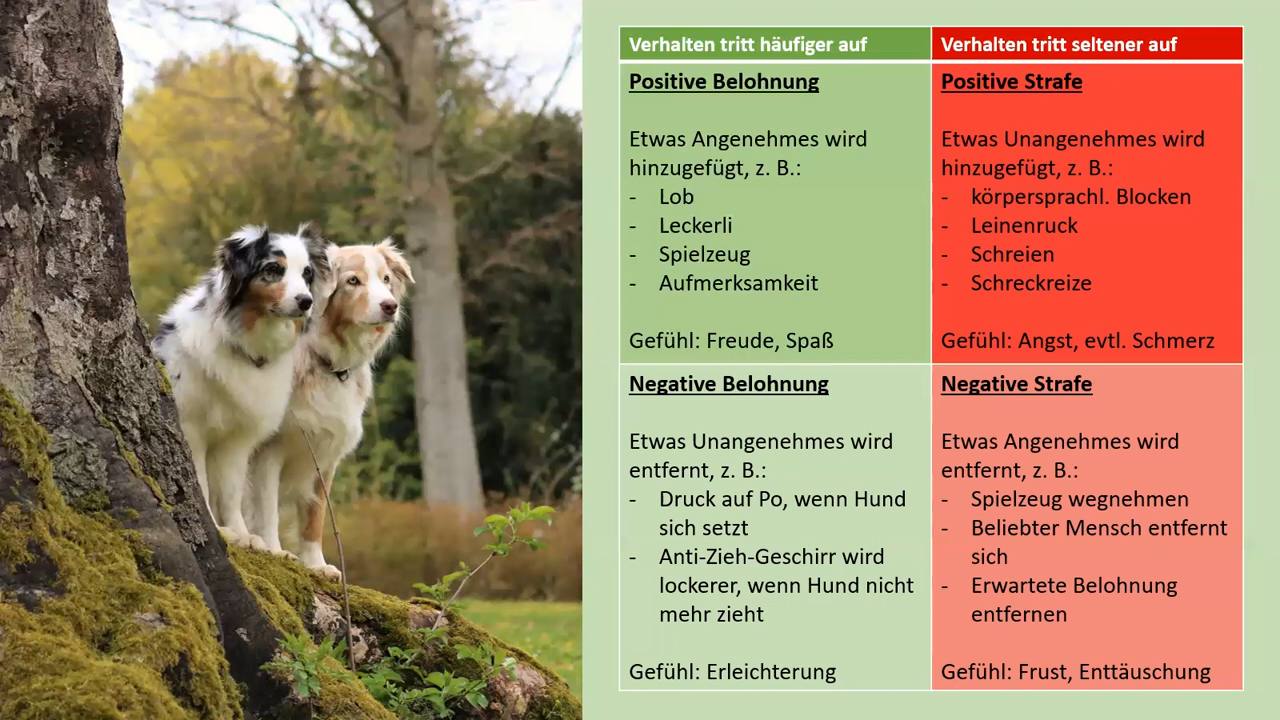 Verhalten tritt häufiger auf
Verhalten tritt seltener auf
Positive Belohnung
Etwas Angenehmes wird
hinzugefügt, z. B.:
- Lob
- Leckerli
- Spielzeug
- Aufmerksamkeit
Gefühl: Freude, Spaß
Positive Strafe
Etwas Unangenehmes wird
hinzugefügt, z. B.:
- körpersprachl. Blocken
- Leinenruck
- Schreien
- Schreckreize
Gefühl: Angst, evtl. Schmerz
Negative Belohnung
Etwas Unangenehmes wird
entfernt, z. B.:
- Druck auf Po, wenn Hund
sich setzt
- Anti-Zieh-Geschirr wird
lockerer, wenn Hund nicht
mehr zieht
Gefühl: Erleichterung
Negative Strafe
Etwas Angenehmes wird
entfernt, z. B.:
- Spielzeug wegnehmen
- Beliebter Mensch entfernt
sich
- Erwartete Belohnung
entfernen
Gefühl: Frust, Enttäuschung